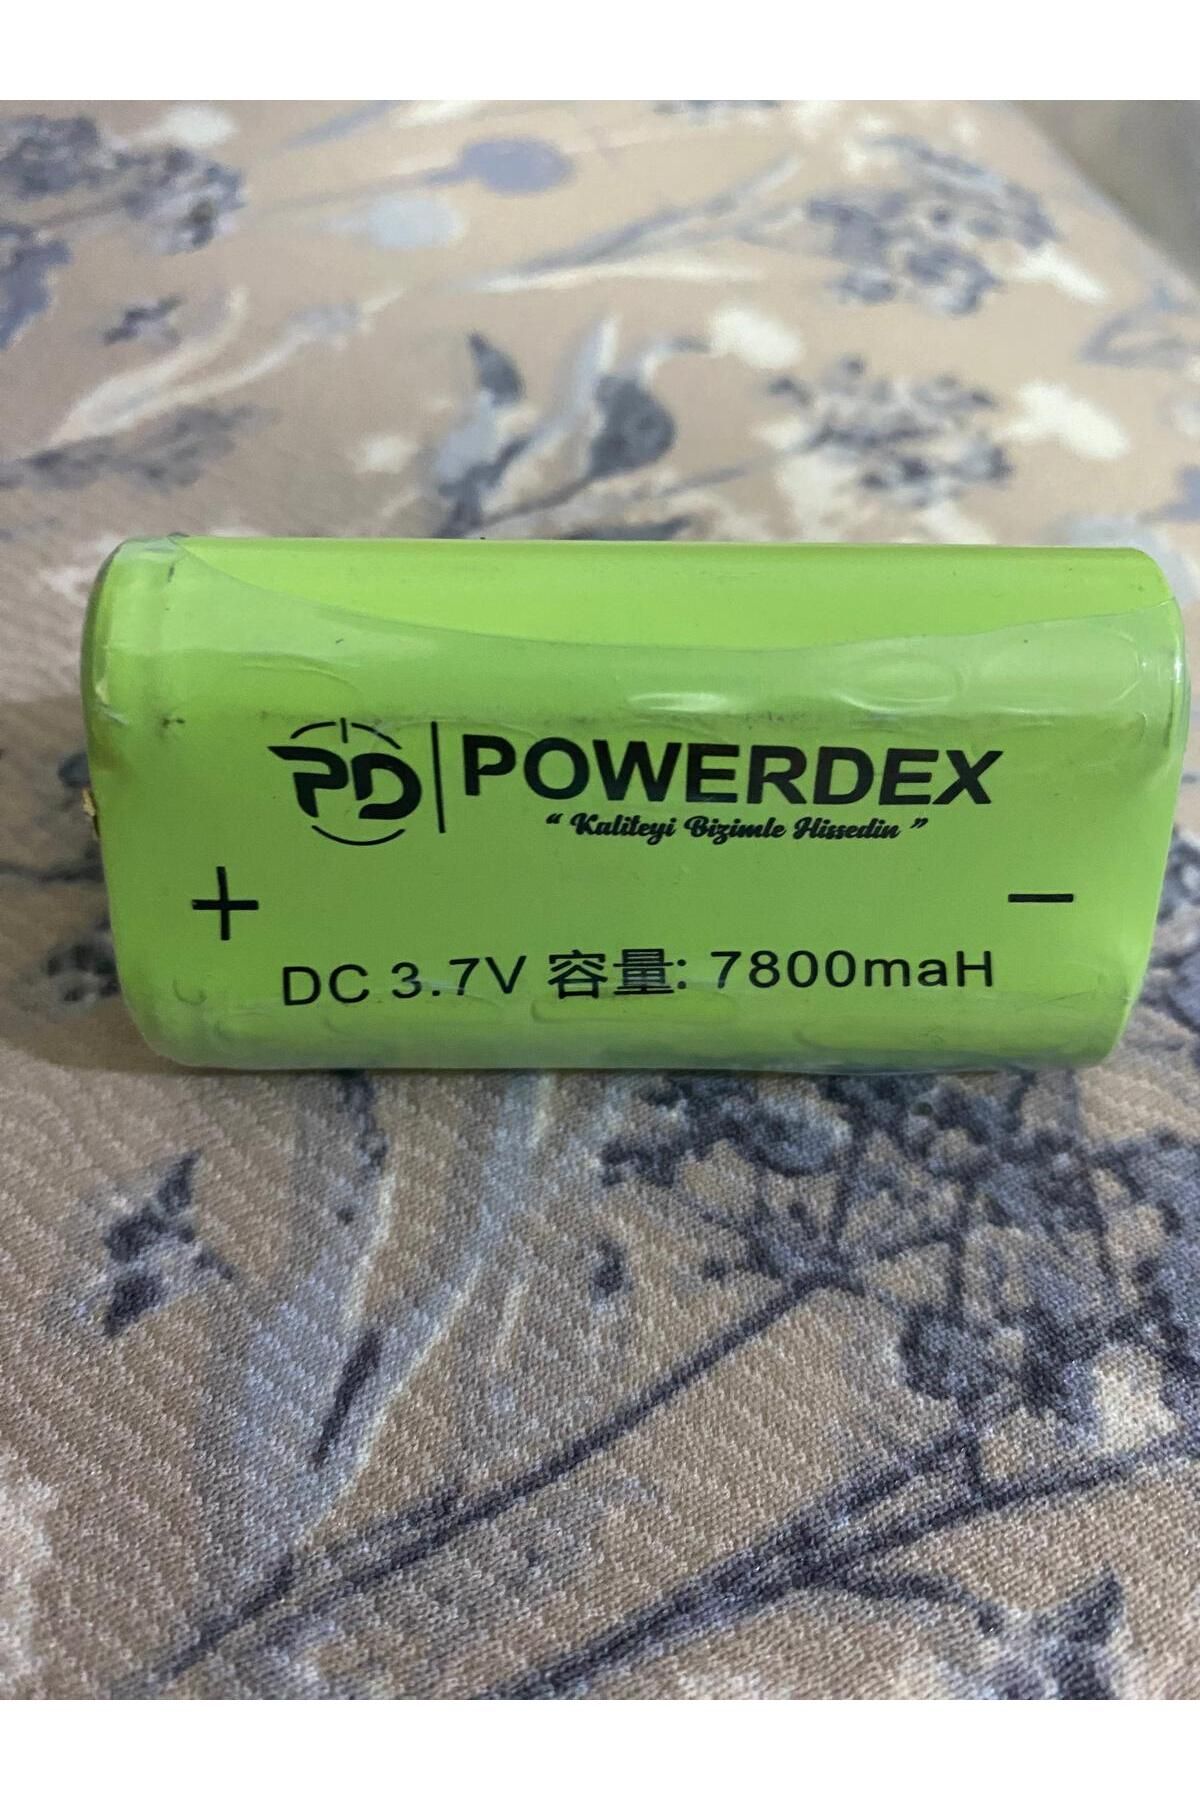 PD | POWERDEX
“ Kaliteyi Bizimle Hissedin ”
+ −
DC 3.7V 容量: 7800maH